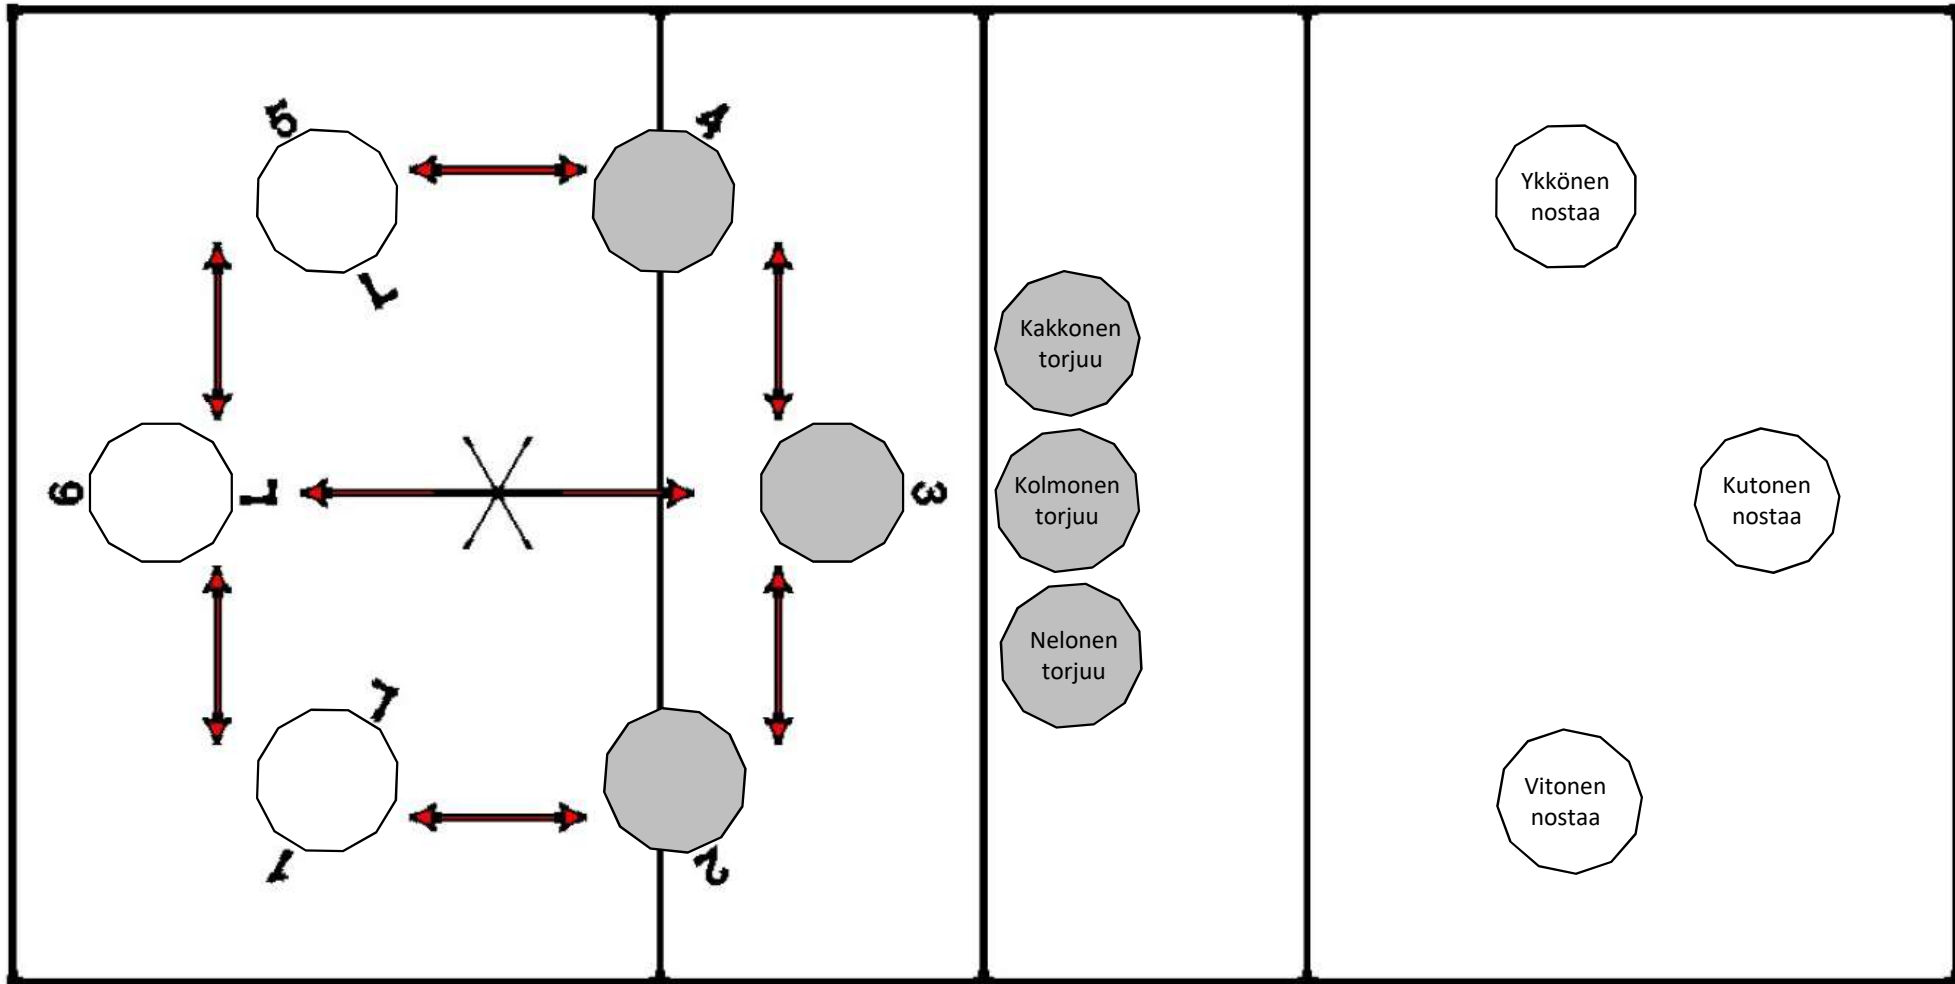 5
4
L
Ykkönen
nostaa
Kakkonen
torjuu
6
L
3
Kolmonen
torjuu
Kutonen
nostaa
Nelonen
torjuu
L
1
2
Vitonen
nostaa